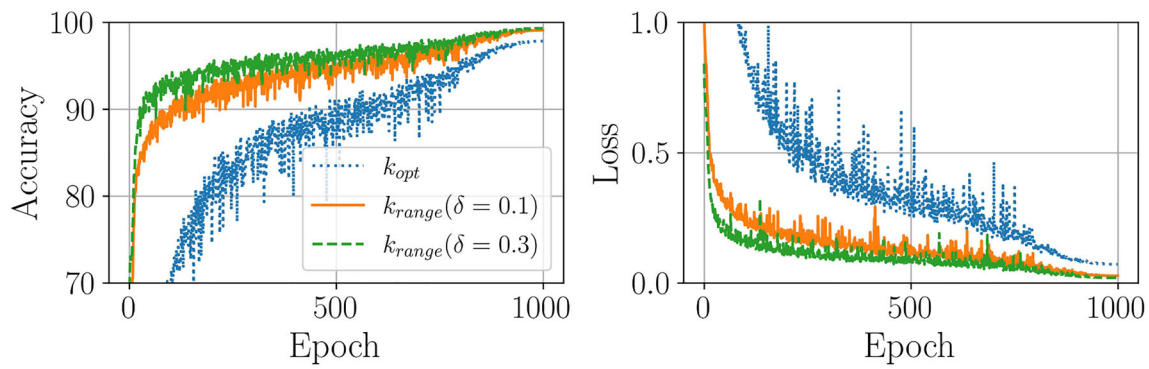 100
90
80
70
Accuracy
0
500
1000
Epoch
k_opt
k_range(δ = 0.1)
k_range(δ = 0.3)
1.0
0.5
0.0
Loss
0
500
1000
Epoch